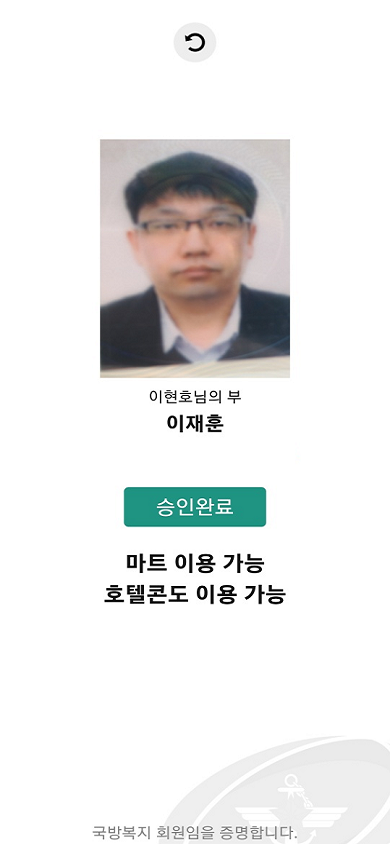 이현호님의 부
이재훈
승인완료
마트 이용 가능
호텔콘도 이용 가능
국방복지 회원임을 증명합니다.